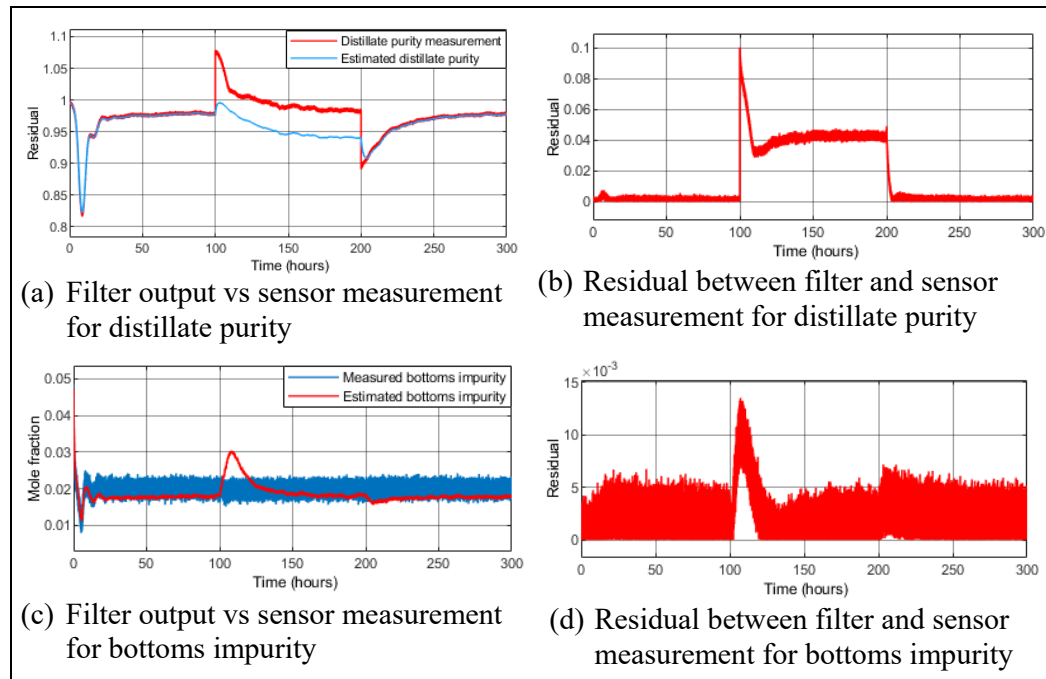 Distillate purity measurement
Estimated distillate purity
1.1
1.05
1
0.95
0.9
0.85
0.8
Residual
0 50 100 150 200 250 300
Time (hours)
(a) Filter output vs sensor measurement
for distillate purity
0.1
0.08
0.06
0.04
0.02
0
Residual
0 50 100 150 200 250 300
Time (hours)
(b) Residual between filter and sensor
measurement for distillate purity
Measured bottoms impurity
Estimated bottoms impurity
0.05
0.04
0.03
0.02
0.01
Mole fraction
0 50 100 150 200 250 300
Time (hours)
(c) Filter output vs sensor measurement
for bottoms impurity
× 10⁻³
15
10
5
0
Residual
0 50 100 150 200 250 300
Time (hours)
(d) Residual between filter and sensor
measurement for bottoms impurity